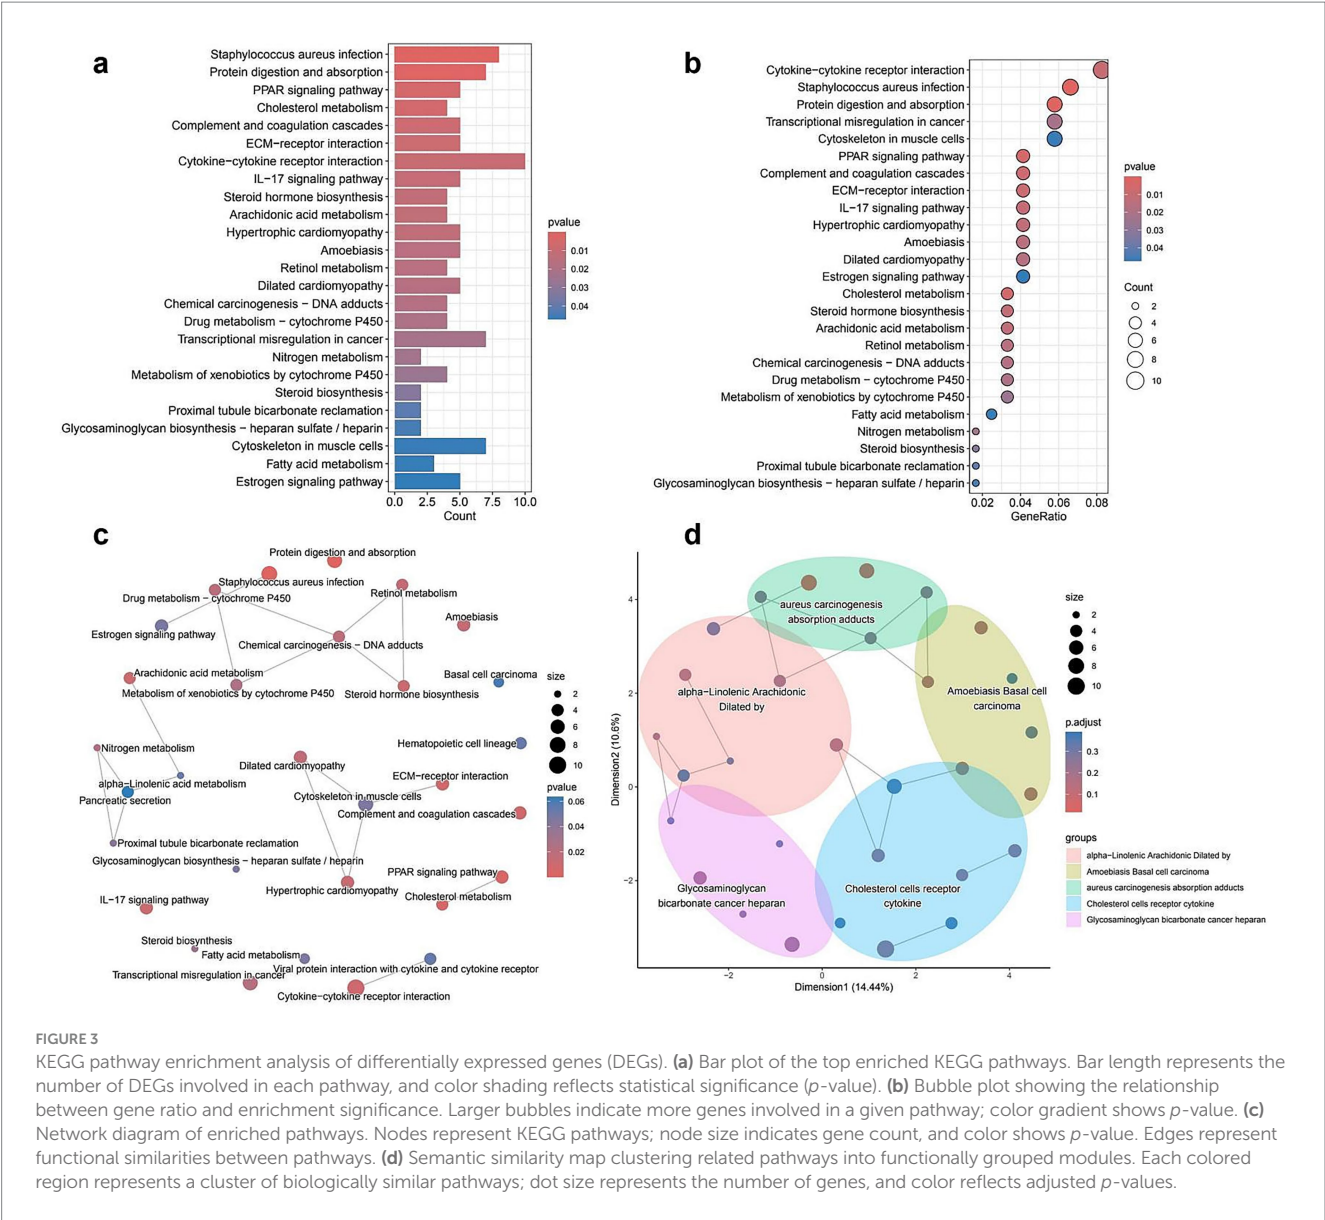 a
Staphylococcus aureus infection
Protein digestion and absorption
PPAR signaling pathway
Cholesterol metabolism
Complement and coagulation cascades
ECM−receptor interaction
Cytokine−cytokine receptor interaction
IL−17 signaling pathway
Steroid hormone biosynthesis
Arachidonic acid metabolism
Hypertrophic cardiomyopathy
Amoebiasis
Retinol metabolism
Dilated cardiomyopathy
Chemical carcinogenesis − DNA adducts
Drug metabolism − cytochrome P450
Transcriptional misregulation in cancer
Nitrogen metabolism
Metabolism of xenobiotics by cytochrome P450
Steroid biosynthesis
Proximal tubule bicarbonate reclamation
Glycosaminoglycan biosynthesis − heparan sulfate / heparin
Cytoskeleton in muscle cells
Fatty acid metabolism
Estrogen signaling pathway
0.0 2.5 5.0 7.5 10.0
Count
pvalue
0.01
0.02
0.03
0.04
b
Cytokine−cytokine receptor interaction
Staphylococcus aureus infection
Protein digestion and absorption
Transcriptional misregulation in cancer
Cytoskeleton in muscle cells
PPAR signaling pathway
Complement and coagulation cascades
ECM−receptor interaction
IL−17 signaling pathway
Hypertrophic cardiomyopathy
Amoebiasis
Dilated cardiomyopathy
Estrogen signaling pathway
Cholesterol metabolism
Steroid hormone biosynthesis
Arachidonic acid metabolism
Retinol metabolism
Chemical carcinogenesis − DNA adducts
Drug metabolism − cytochrome P450
Metabolism of xenobiotics by cytochrome P450
Fatty acid metabolism
Nitrogen metabolism
Steroid biosynthesis
Proximal tubule bicarbonate reclamation
Glycosaminoglycan biosynthesis − heparan sulfate / heparin
0.02 0.04 0.06 0.08
GeneRatio
pvalue
0.01
0.02
0.03
0.04
Count
2
4
6
8
10
c
Protein digestion and absorption
Staphylococcus aureus infection
Drug metabolism − cytochrome P450
Retinol metabolism
Amoebiasis
Estrogen signaling pathway
Chemical carcinogenesis − DNA adducts
Arachidonic acid metabolism
Basal cell carcinoma
Metabolism of xenobiotics by cytochrome P450
Steroid hormone biosynthesis
Hematopoietic cell lineage
Nitrogen metabolism
Dilated cardiomyopathy
ECM−receptor interaction
alpha−Linolenic acid metabolism
Cytoskeleton in muscle cells
Pancreatic secretion
Complement and coagulation cascades
Proximal tubule bicarbonate reclamation
Glycosaminoglycan biosynthesis − heparan sulfate / heparin
PPAR signaling pathway
Hypertrophic cardiomyopathy
Cholesterol metabolism
IL−17 signaling pathway
Steroid biosynthesis
Fatty acid metabolism
Viral protein interaction with cytokine and cytokine receptor
Transcriptional misregulation in cancer
Cytokine−cytokine receptor interaction
size
2
4
6
8
10
pvalue
0.06
0.04
0.02
d
Dimension2 (10.6%)
4
2
0
−2
aureus carcinogenesis
absorption adducts
alpha−Linolenic Arachidonic
Dilated by
Amoebiasis Basal cell
carcinoma
Glycosaminoglycan
bicarbonate cancer heparan
Cholesterol cells receptor
cytokine
−2 0 2 4
Dimension1 (14.44%)
size
2
4
6
8
10
p.adjust
0.3
0.2
0.1
groups
alpha−Linolenic Arachidonic Dilated by
Amoebiasis Basal cell carcinoma
aureus carcinogenesis absorption adducts
Cholesterol cells receptor cytokine
Glycosaminoglycan bicarbonate cancer heparan
FIGURE 3
KEGG pathway enrichment analysis of differentially expressed genes (DEGs). (a) Bar plot of the top enriched KEGG pathways. Bar length represents the
number of DEGs involved in each pathway, and color shading reflects statistical significance (p-value). (b) Bubble plot showing the relationship
between gene ratio and enrichment significance. Larger bubbles indicate more genes involved in a given pathway; color gradient shows p-value. (c)
Network diagram of enriched pathways. Nodes represent KEGG pathways; node size indicates gene count, and color shows p-value. Edges represent
functional similarities between pathways. (d) Semantic similarity map clustering related pathways into functionally grouped modules. Each colored
region represents a cluster of biologically similar pathways; dot size represents the number of genes, and color reflects adjusted p-values.